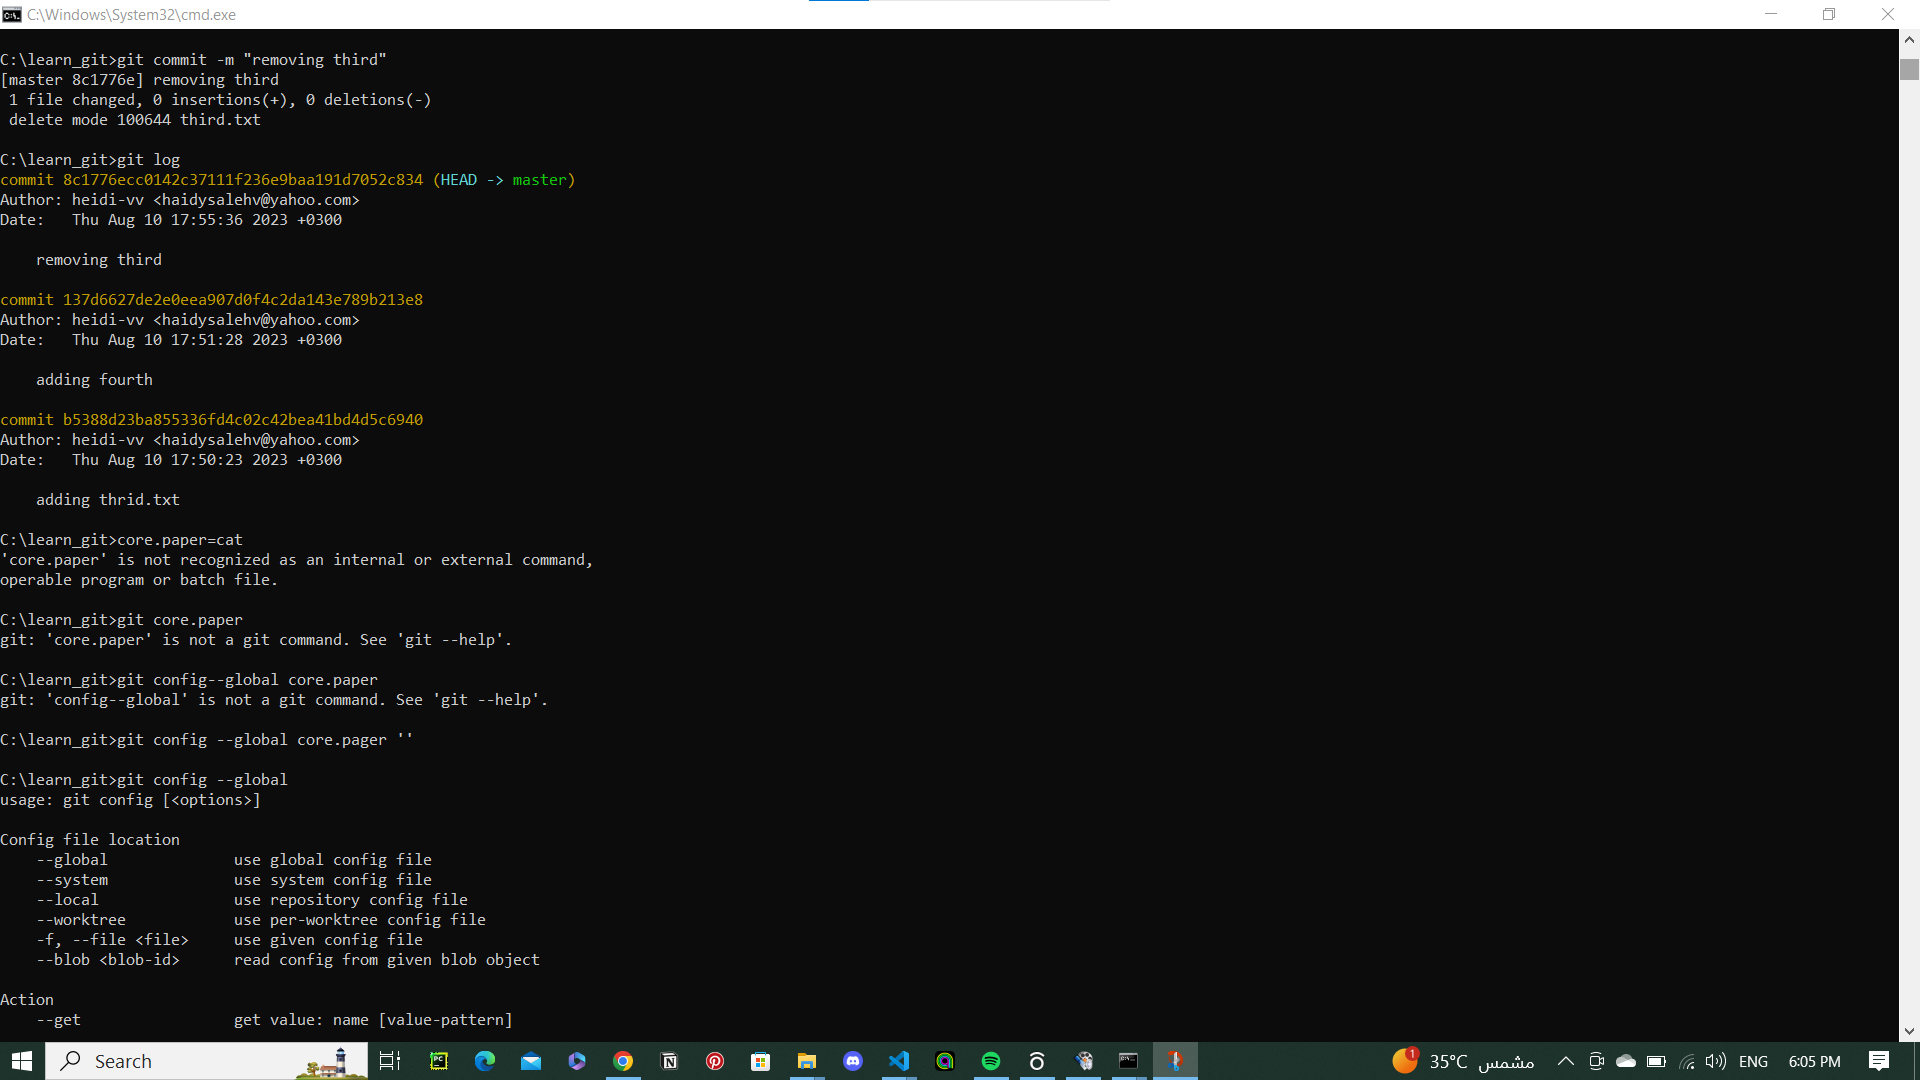 C:\Windows\System32\cmd.exe
C:\learn_git>git commit -m "removing third"
[master 8c1776e] removing third
 1 file changed, 0 insertions(+), 0 deletions(-)
 delete mode 100644 third.txt
C:\learn_git>git log
commit 8c1776ecc0142c37111f236e9baa191d7052c834 (HEAD -> master)
Author: heidi-vv <haidysalehv@yahoo.com>
Date:   Thu Aug 10 17:55:36 2023 +0300
    removing third
commit 137d6627de2e0eea907d0f4c2da143e789b213e8
Author: heidi-vv <haidysalehv@yahoo.com>
Date:   Thu Aug 10 17:51:28 2023 +0300
    adding fourth
commit b5388d23ba855336fd4c02c42bea41bd4d5c6940
Author: heidi-vv <haidysalehv@yahoo.com>
Date:   Thu Aug 10 17:50:23 2023 +0300
    adding thrid.txt
C:\learn_git>core.paper=cat
'core.paper' is not recognized as an internal or external command,
operable program or batch file.
C:\learn_git>git core.paper
git: 'core.paper' is not a git command. See 'git --help'.
C:\learn_git>git config--global core.paper
git: 'config--global' is not a git command. See 'git --help'.
C:\learn_git>git config --global core.pager ''
C:\learn_git>git config --global
usage: git config [<options>]
Config file location
    --global              use global config file
    --system              use system config file
    --local               use repository config file
    --worktree            use per-worktree config file
    -f, --file <file>     use given config file
    --blob <blob-id>      read config from given blob object
Action
    --get                 get value: name [value-pattern]
Search
1
35°C مشمس
ENG
6:05 PM